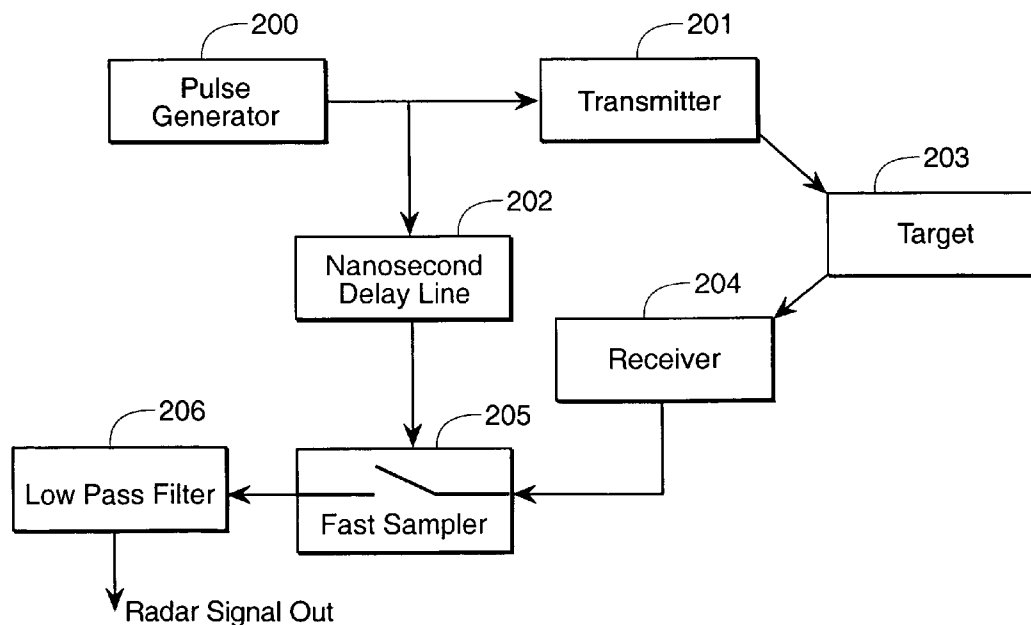 200
201
Pulse
Generator
Transmitter
203
202
Target
Nanosecond
Delay Line
204
Receiver
206
205
Low Pass Filter
Fast Sampler
Radar Signal Out